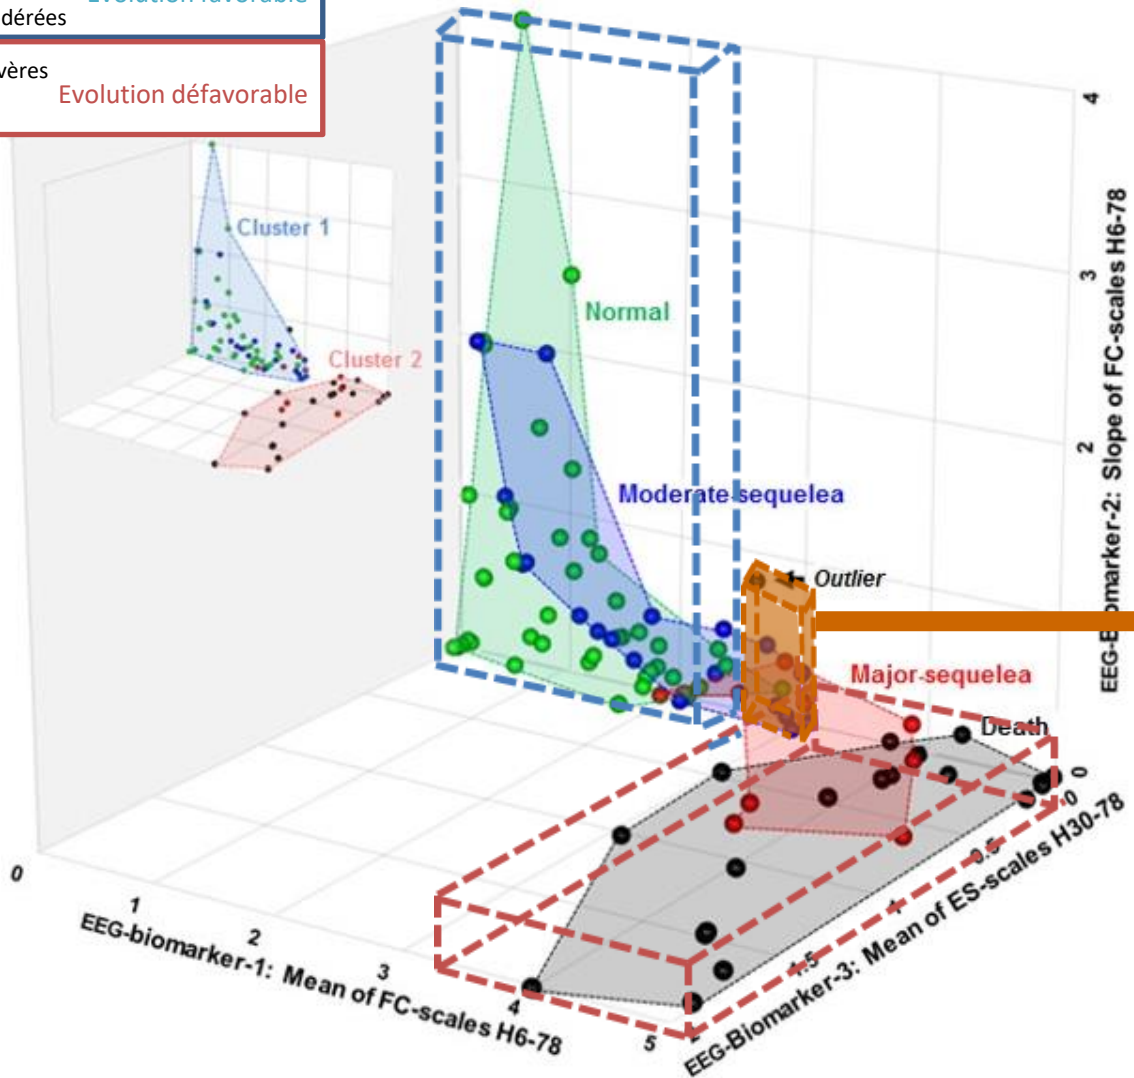 Evolution favorable
dérées
vères
Evolution défavorable
4
Cluster 1
3
Normal
Cluster 2
2
Moderate-sequelea
Outlier
EEG-Biomarker-2: Slope of FC-scales H6-78
Major-sequelea
Death
0
0
0.5
1
1.5
2
EEG-Biomarker-3: Mean of ES-scales H30-78
0
1
2
3
4
5
EEG-biomarker-1: Mean of FC-scales H6-78